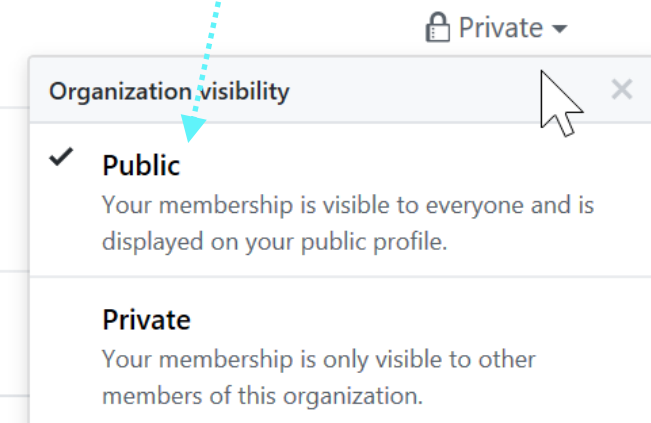 Private
Organization visibility
Public
Your membership is visible to everyone and is
displayed on your public profile.
Private
Your membership is only visible to other
members of this organization.